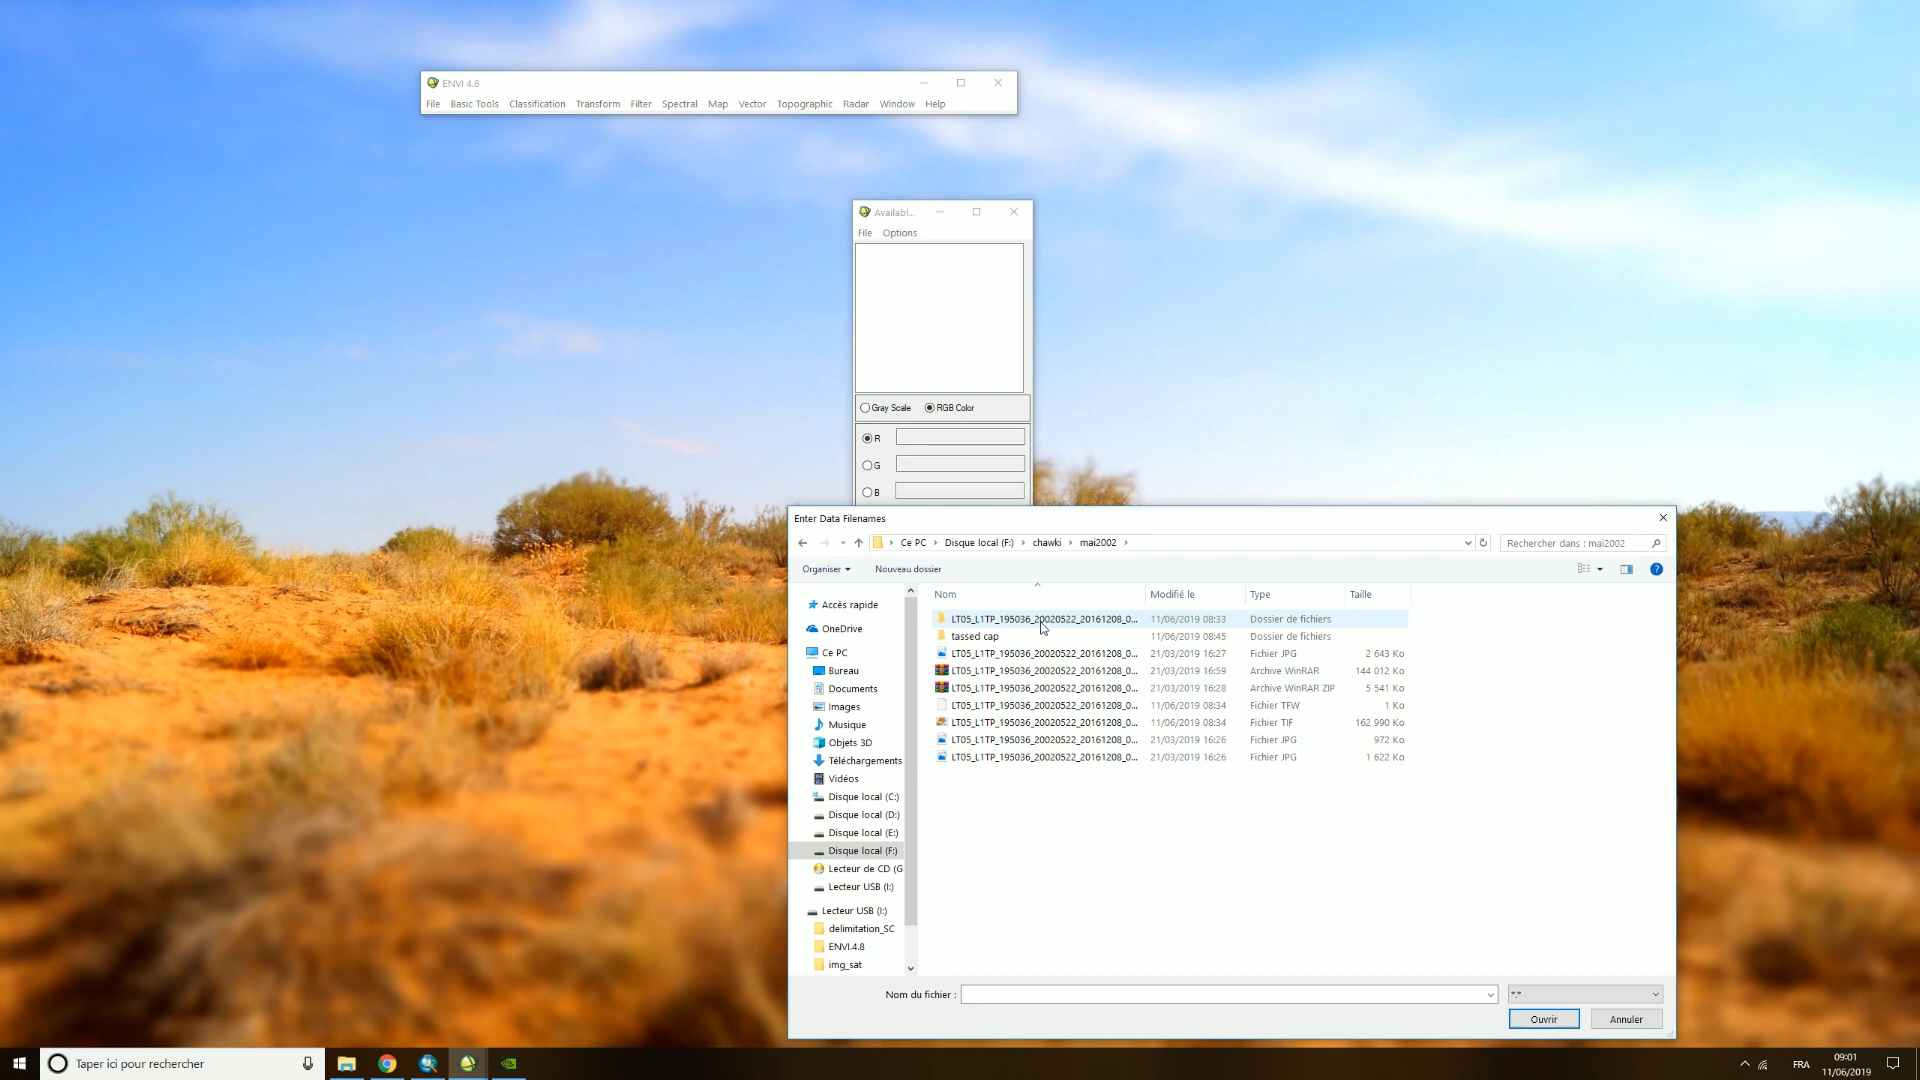 ENVI 4.8
File Basic Tools Classification Transform Filter Spectral Map Vector Topographic Radar Window Help
Availabl...
File Options
Gray Scale RGB Color
R
G
B
Enter Data Filenames
Ce PC Disque local (F:) chawki mai2002
Rechercher dans : mai2002
Organiser Nouveau dossier
Nom Modifié le Type Taille
LT05_L1TP_195036_20020522_20161208_0... 11/06/2019 08:33 Dossier de fichiers
tassed cap 11/06/2019 08:45 Dossier de fichiers
LT05_L1TP_195036_20020522_20161208_0... 21/03/2019 16:27 Fichier JPG 2 643 Ko
LT05_L1TP_195036_20020522_20161208_0... 21/03/2019 16:59 Archive WinRAR 144 012 Ko
LT05_L1TP_195036_20020522_20161208_0... 21/03/2019 16:28 Archive WinRAR ZIP 5 541 Ko
LT05_L1TP_195036_20020522_20161208_0... 11/06/2019 08:34 Fichier TFW 1 Ko
LT05_L1TP_195036_20020522_20161208_0... 11/06/2019 08:34 Fichier TIF 162 990 Ko
LT05_L1TP_195036_20020522_20161208_0... 21/03/2019 16:26 Fichier JPG 972 Ko
LT05_L1TP_195036_20020522_20161208_0... 21/03/2019 16:26 Fichier JPG 1 622 Ko
Accès rapide
OneDrive
Ce PC
Bureau
Documents
Images
Musique
Objets 3D
Téléchargements
Vidéos
Disque local (C:)
Disque local (D:)
Disque local (E:)
Disque local (F:)
Lecteur de CD (G
Lecteur USB (I:)
Lecteur USB (I:)
delimitation_SC
ENVI.4.8
img_sat
Nom du fichier :
*.*
Ouvrir Annuler
Taper ici pour rechercher
FRA
09:01
11/06/2019